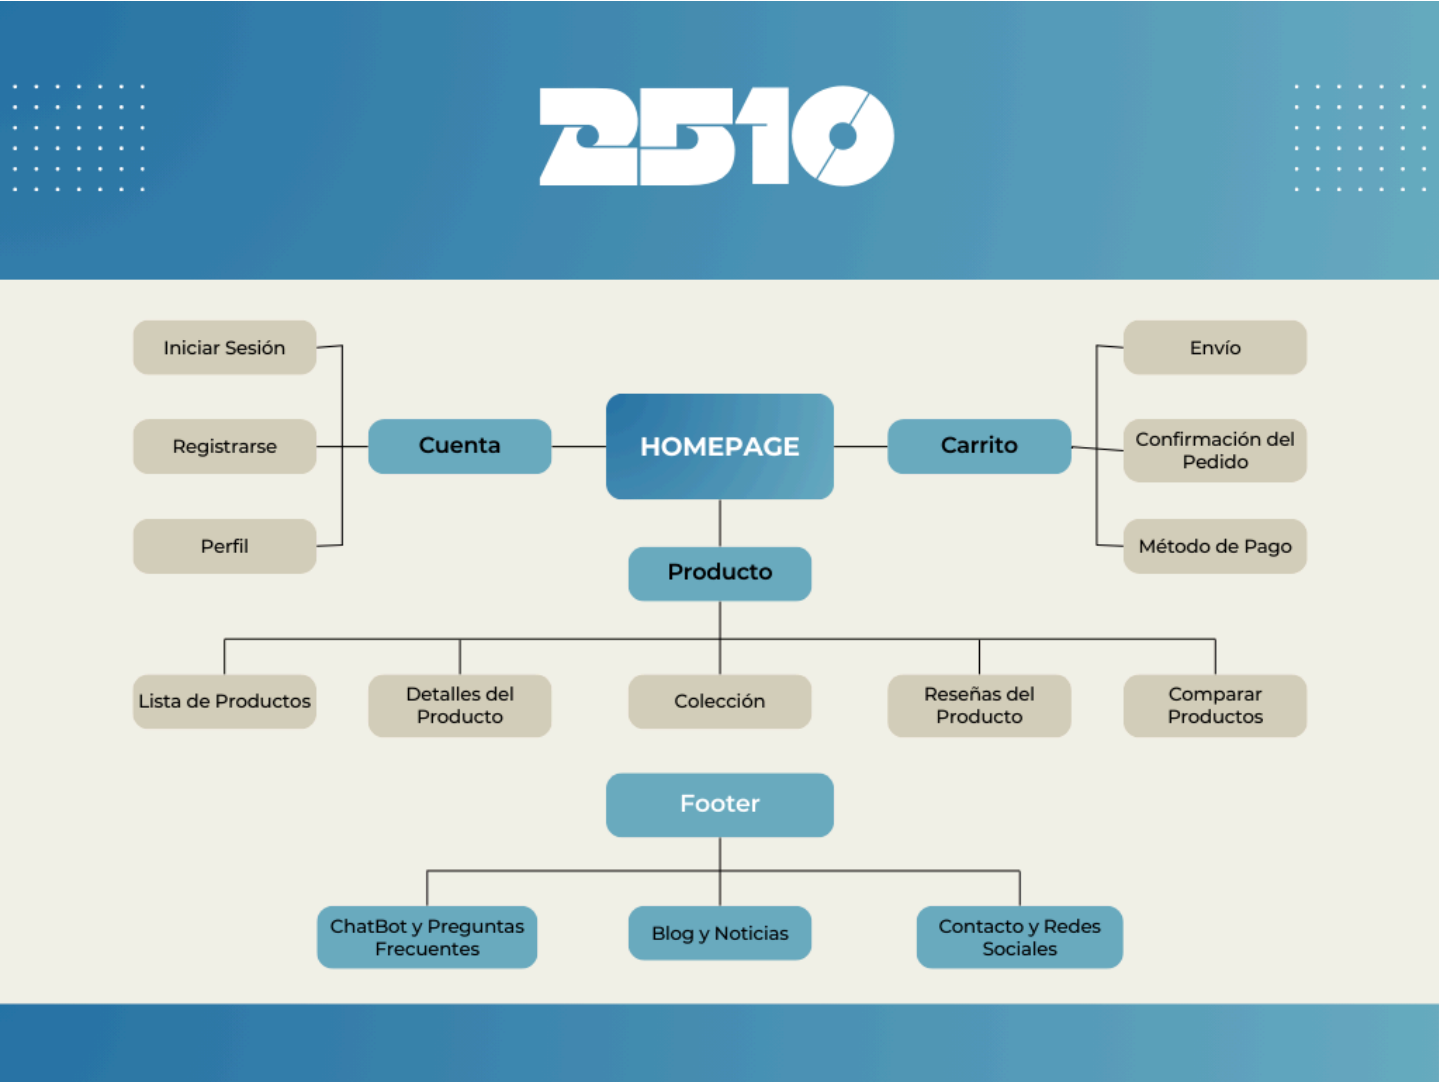 2510
Iniciar Sesión
Registrarse
Perfil
Cuenta
HOMEPAGE
Carrito
Envío
Confirmación del
Pedido
Método de Pago
Producto
Lista de Productos
Detalles del
Producto
Colección
Reseñas del
Producto
Comparar
Productos
Footer
ChatBot y Preguntas
Frecuentes
Blog y Noticias
Contacto y Redes
Sociales